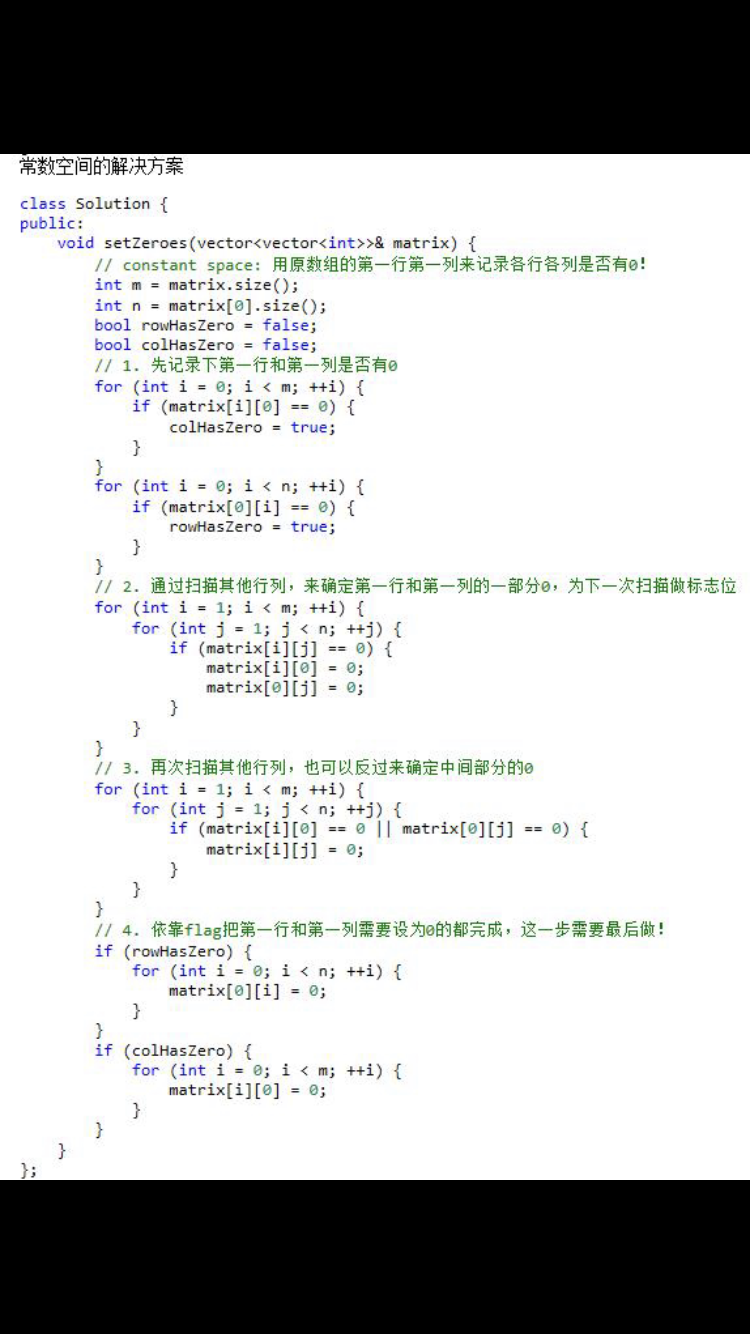 常数空间的解决方案
class Solution {
public:
    void setZeroes(vector<vector<int>>& matrix) {
        // constant space: 用原数组的第一行第一列来记录各行各列是否有0!
        int m = matrix.size();
        int n = matrix[0].size();
        bool rowHasZero = false;
        bool colHasZero = false;
        // 1. 先记录下第一行和第一列是否有0
        for (int i = 0; i < m; ++i) {
            if (matrix[i][0] == 0) {
                colHasZero = true;
            }
        }
        for (int i = 0; i < n; ++i) {
            if (matrix[0][i] == 0) {
                rowHasZero = true;
            }
        }
        // 2. 通过扫描其他行列，来确定第一行和第一列的一部分0，为下一次扫描做标志位
        for (int i = 1; i < m; ++i) {
            for (int j = 1; j < n; ++j) {
                if (matrix[i][j] == 0) {
                    matrix[i][0] = 0;
                    matrix[0][j] = 0;
                }
            }
        }
        // 3. 再次扫描其他行列，也可以反过来确定中间部分的0
        for (int i = 1; i < m; ++i) {
            for (int j = 1; j < n; ++j) {
                if (matrix[i][0] == 0 || matrix[0][j] == 0) {
                    matrix[i][j] = 0;
                }
            }
        }
        // 4. 依靠flag把第一行和第一列需要设为0的都完成，这一步需要最后做!
        if (rowHasZero) {
            for (int i = 0; i < n; ++i) {
                matrix[0][i] = 0;
            }
        }
        if (colHasZero) {
            for (int i = 0; i < m; ++i) {
                matrix[i][0] = 0;
            }
        }
    }
};